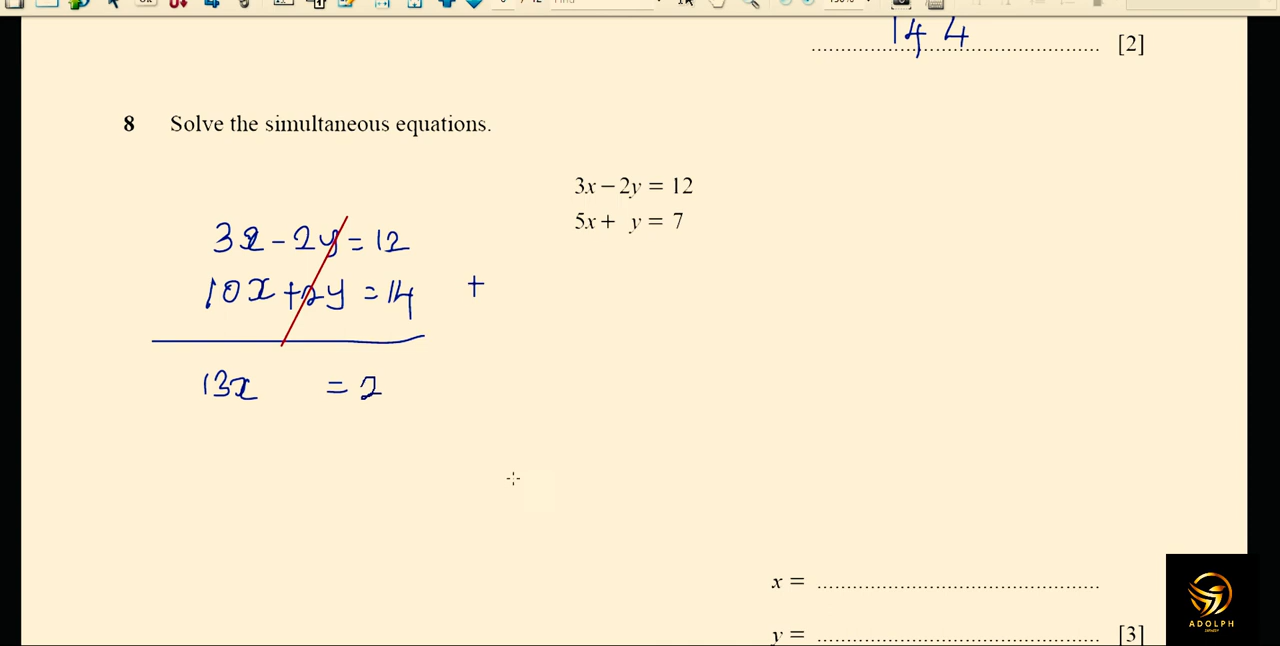 144
[2]
8 Solve the simultaneous equations.
3x − 2y = 12
5x + y = 7
3x - 2y = 12
10x + 2y = 14 +
13x = 2
x =
y = [3]
ADOLPH